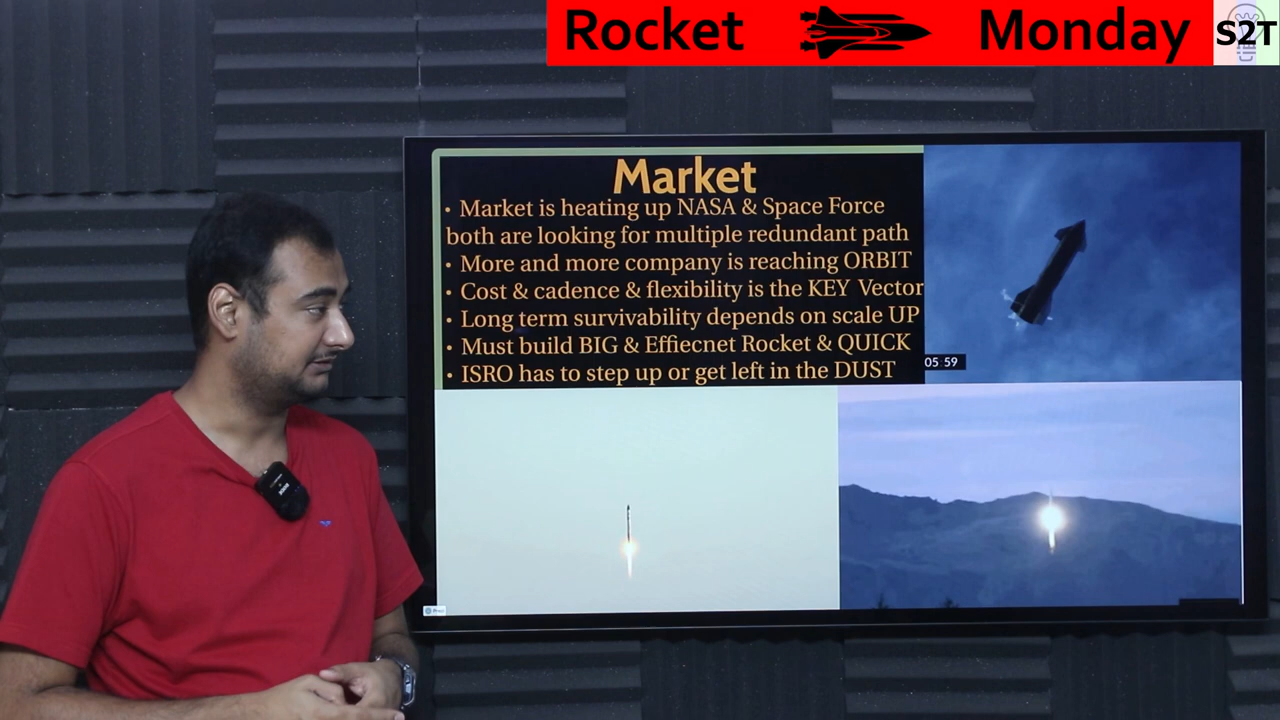 Rocket Monday S2T
Market
• Market is heating up NASA & Space Force
both are looking for multiple redundant path
• More and more company is reaching ORBIT
• Cost & cadence & flexibility is the KEY Vector
• Long term survivability depends on scale UP
• Must build BIG & Effiecnet Rocket & QUICK
• ISRO has to step up or get left in the DUST
05:59